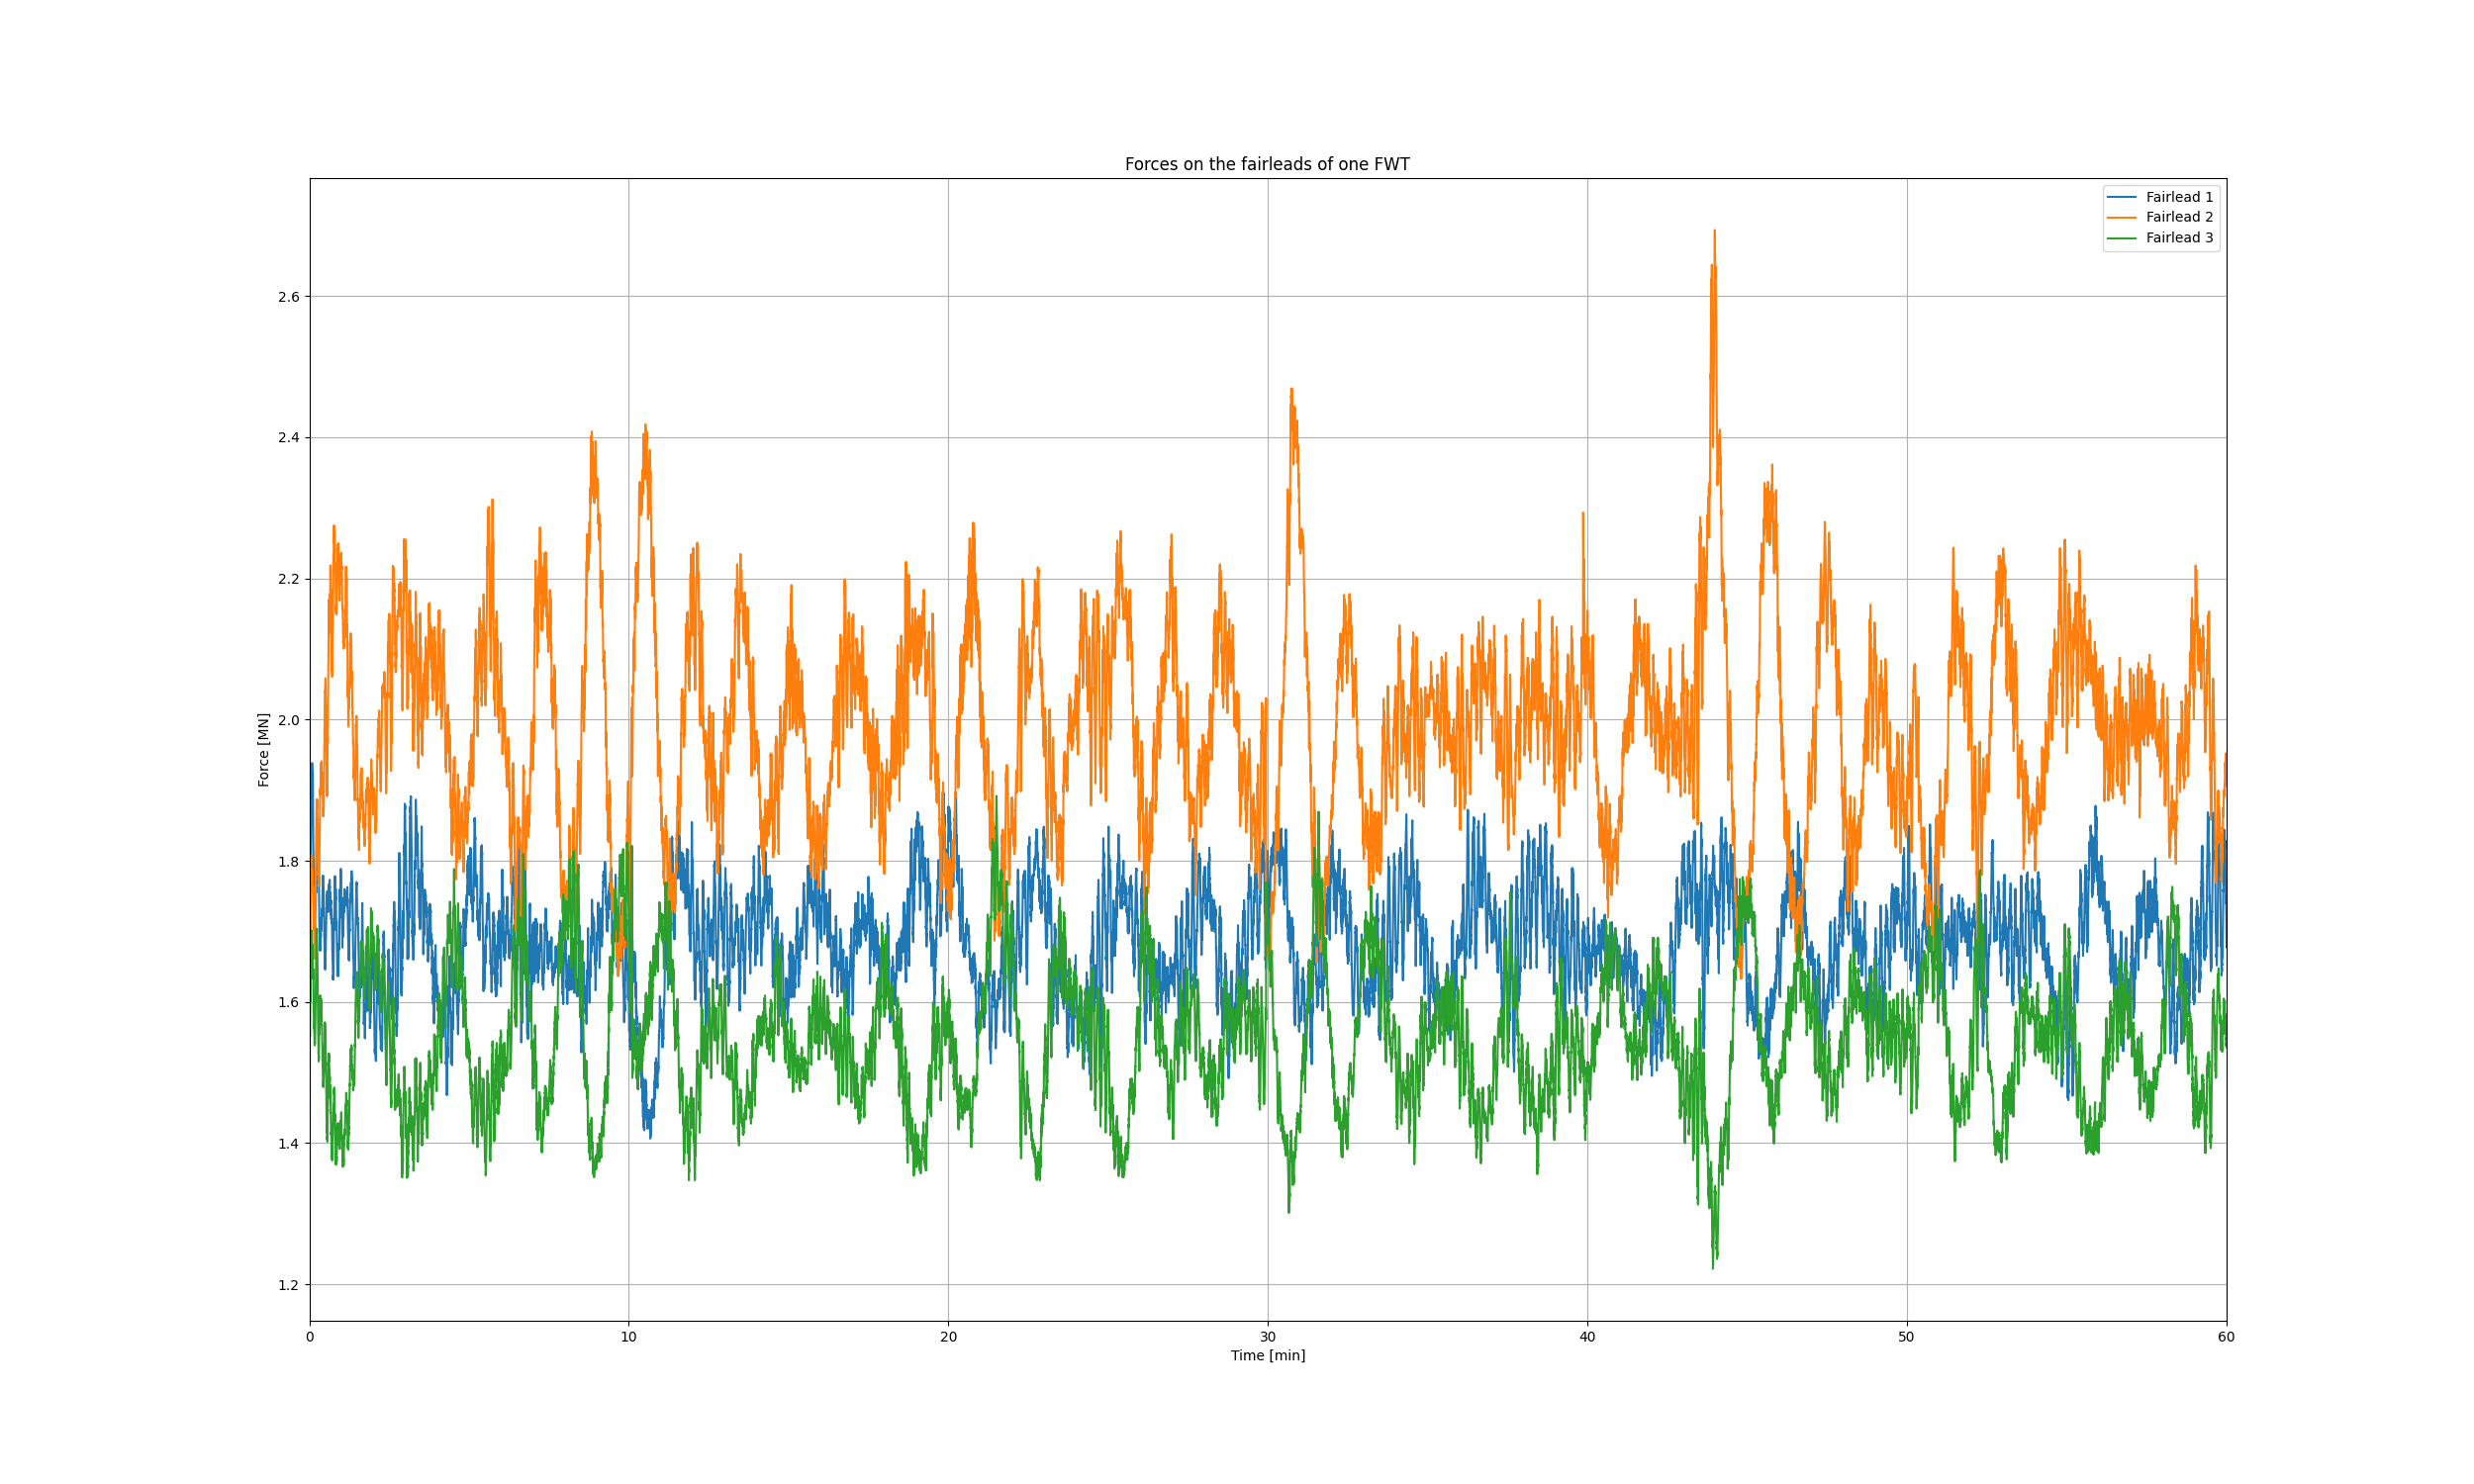 Forces on the fairleads of one FWT
Fairlead 1
Fairlead 2
Fairlead 3
Force [MN]
2.6
2.4
2.2
2.0
1.8
1.6
1.4
1.2
0 10 20 30 40 50 60
Time [min]